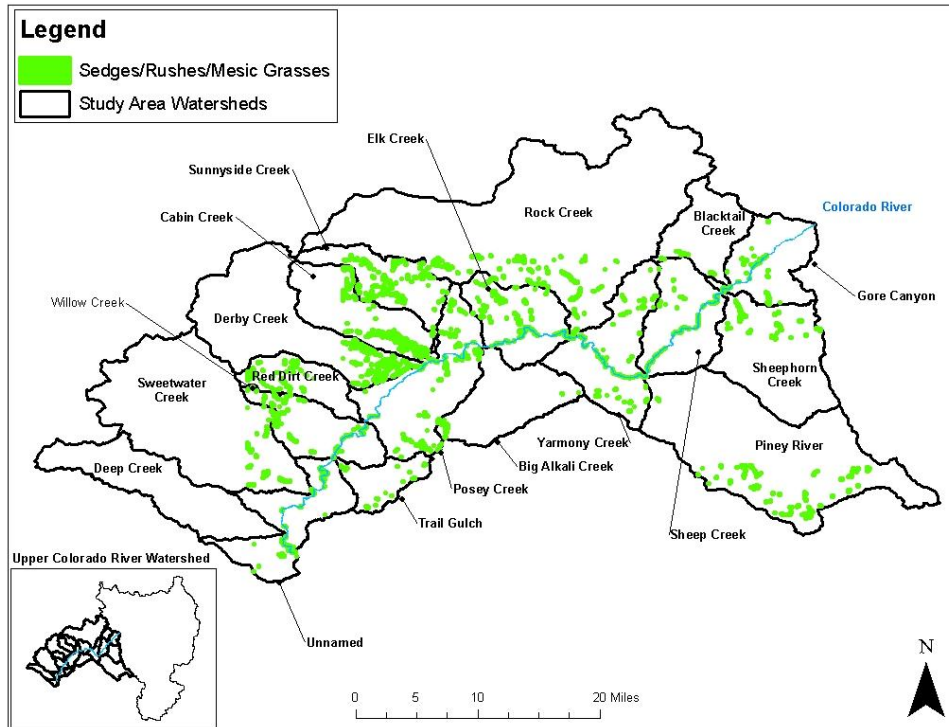 Legend
Sedges/Rushes/Mesic Grasses
Study Area Watersheds
Elk Creek
Sunnyside Creek
Rock Creek
Colorado River
Cabin Creek
Blacktail
Creek
Willow Creek
Gore Canyon
Derby Creek
Red Dirt Creek
Sheephorn
Creek
Sweetwater
Creek
Piney River
Yarmony Creek
Big Alkali Creek
Deep Creek
Posey Creek
Trail Gulch
Sheep Creek
Upper Colorado River Watershed
Unnamed
N
0 5 10 20 Miles